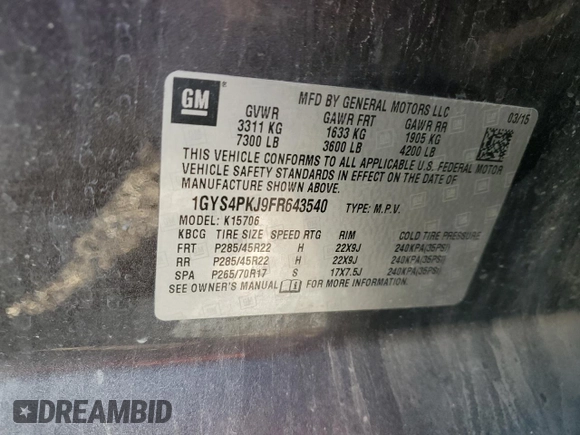 GM
MFD BY GENERAL MOTORS LLC
03/15
GVWR GAWR FRT GAWR RR
3311 KG 1633 KG 1905 KG
7300 LB 3600 LB 4200 LB
THIS VEHICLE CONFORMS TO ALL APPLICABLE U.S. FEDERAL MOTOR
VEHICLE SAFETY STANDARDS IN EFFECT ON THE DATE OF
MANUFACTURE SHOWN ABOVE.
1GYS4PKJ9FR643540 TYPE: M.P.V.
MODEL: K15706
KBCG TIRE SIZE SPEED RTG RIM COLD TIRE PRESSURE
FRT P285/45R22 H 22X9J 240KPA(35PSI)
RR P285/45R22 H 22X9J 240KPA(35PSI)
SPA P265/70R17 S 17X7.5J 240KPA(35PSI)
SEE OWNER'S MANUAL FOR MORE INFORMATION
DREAMBID